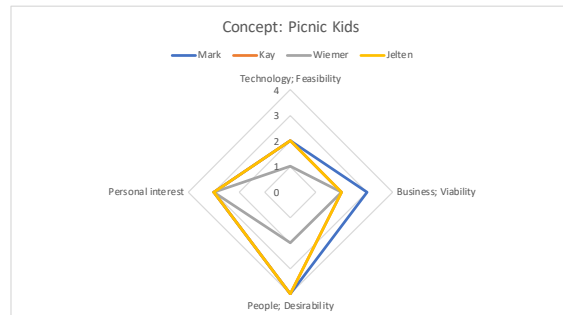 Concept: Picnic Kids
Mark Kay Wiemer Jelten
Technology; Feasibility
4
3
2
1
Personal interest 0 Business; Viability
People; Desirability